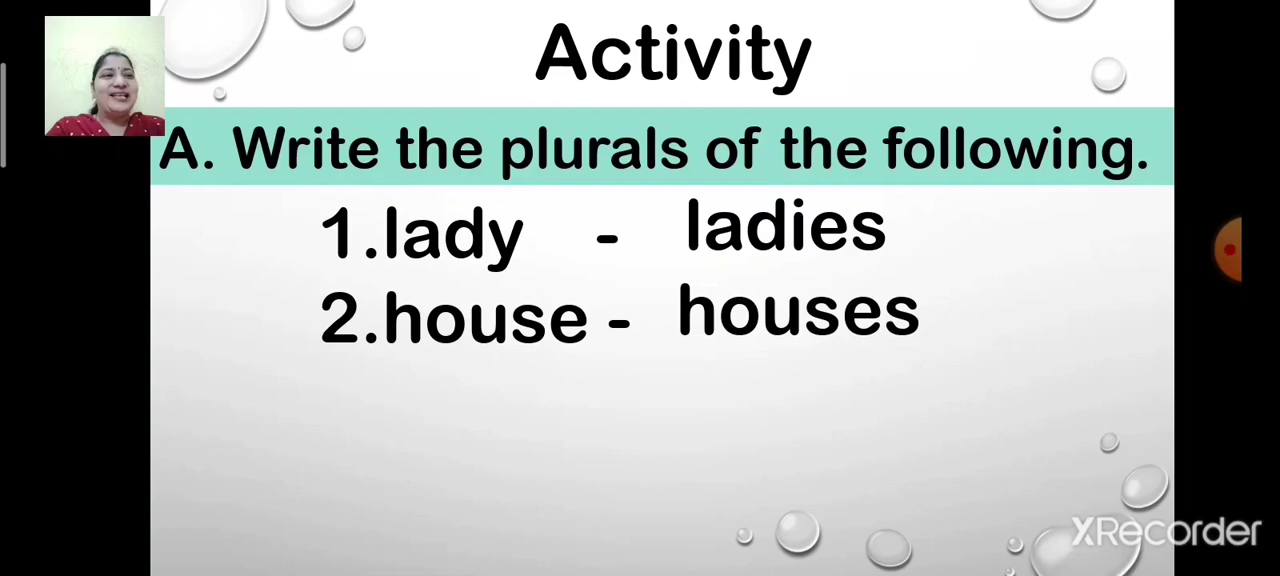 Activity
A. Write the plurals of the following.
1.lady - ladies
2.house - houses
XRecorder